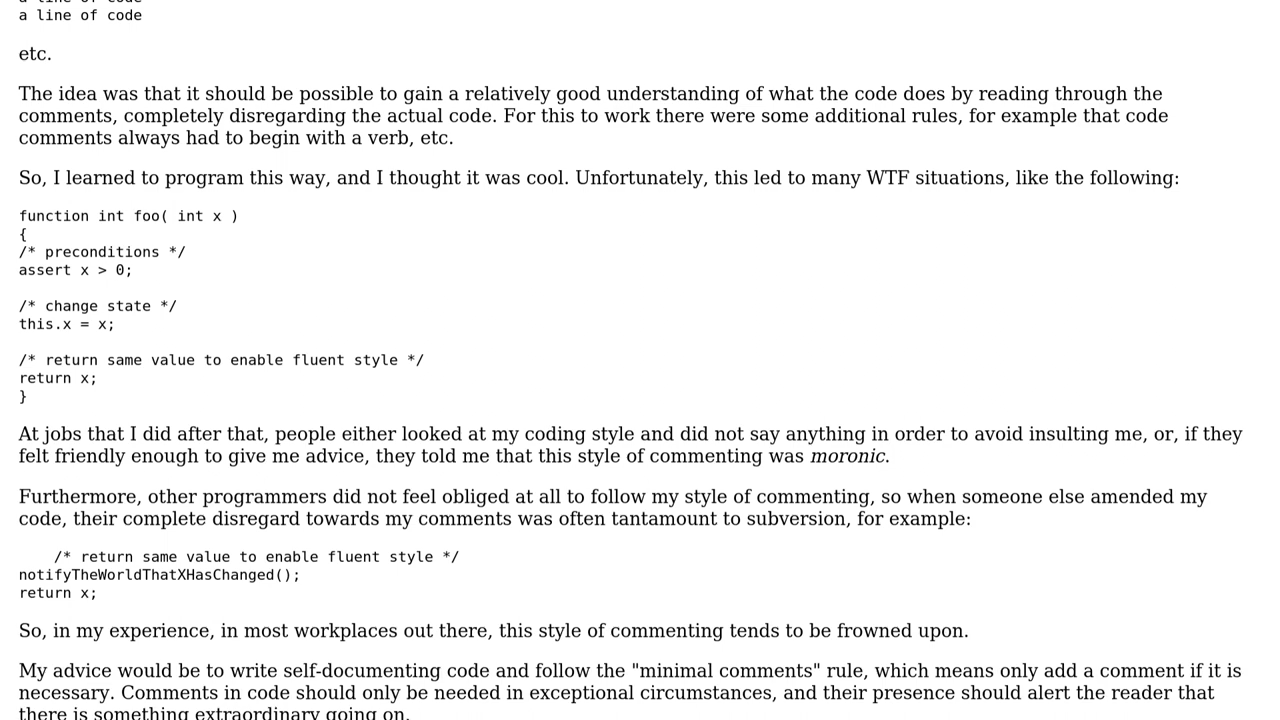 a line of code
etc.
The idea was that it should be possible to gain a relatively good understanding of what the code does by reading through the
comments, completely disregarding the actual code. For this to work there were some additional rules, for example that code
comments always had to begin with a verb, etc.
So, I learned to program this way, and I thought it was cool. Unfortunately, this led to many WTF situations, like the following:
function int foo( int x )
{
/* preconditions */
assert x > 0;
/* change state */
this.x = x;
/* return same value to enable fluent style */
return x;
}
At jobs that I did after that, people either looked at my coding style and did not say anything in order to avoid insulting me, or, if they
felt friendly enough to give me advice, they told me that this style of commenting was moronic.
Furthermore, other programmers did not feel obliged at all to follow my style of commenting, so when someone else amended my
code, their complete disregard towards my comments was often tantamount to subversion, for example:
/* return same value to enable fluent style */
notifyTheWorldThatXHasChanged();
return x;
So, in my experience, in most workplaces out there, this style of commenting tends to be frowned upon.
My advice would be to write self-documenting code and follow the "minimal comments" rule, which means only add a comment if it is
necessary. Comments in code should only be needed in exceptional circumstances, and their presence should alert the reader that
there is something extraordinary going on.